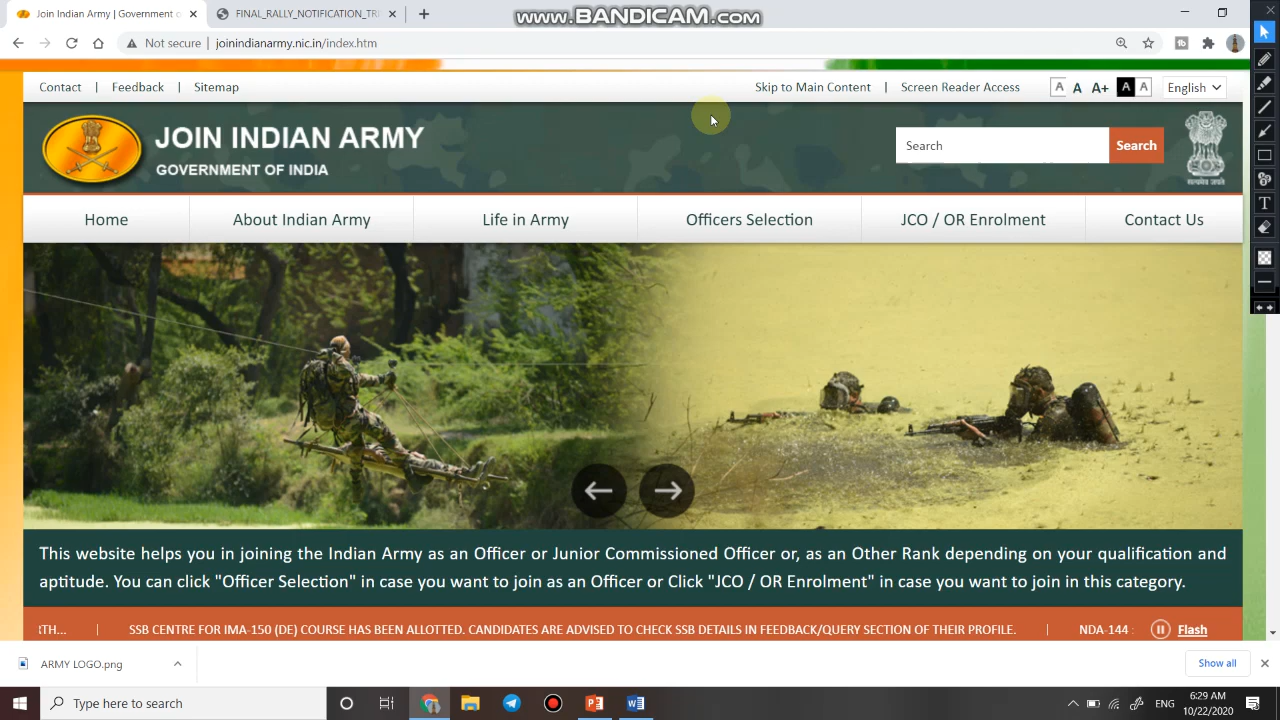 Join Indian Army | Government o
FINAL_RALLY_NOTIFICATION_TRI
www.BANDICAM.com
Not secure | joinindianarmy.nic.in/index.htm
Contact | Feedback | Sitemap
Skip to Main Content | Screen Reader Access
A A A+ A A
English
JOIN INDIAN ARMY
GOVERNMENT OF INDIA
Search
Search
सत्यमेव जयते
Home
About Indian Army
Life in Army
Officers Selection
JCO / OR Enrolment
Contact Us
This website helps you in joining the Indian Army as an Officer or Junior Commissioned Officer or, as an Other Rank depending on your qualification and
aptitude. You can click "Officer Selection" in case you want to join as an Officer or Click "JCO / OR Enrolment" in case you want to join in this category.
RTH... | SSB CENTRE FOR IMA-150 (DE) COURSE HAS BEEN ALLOTTED. CANDIDATES ARE ADVISED TO CHECK SSB DETAILS IN FEEDBACK/QUERY SECTION OF THEIR PROFILE. | NDA-144 :
Flash
ARMY LOGO.png
Show all
Type here to search
ENG
6:29 AM
10/22/2020